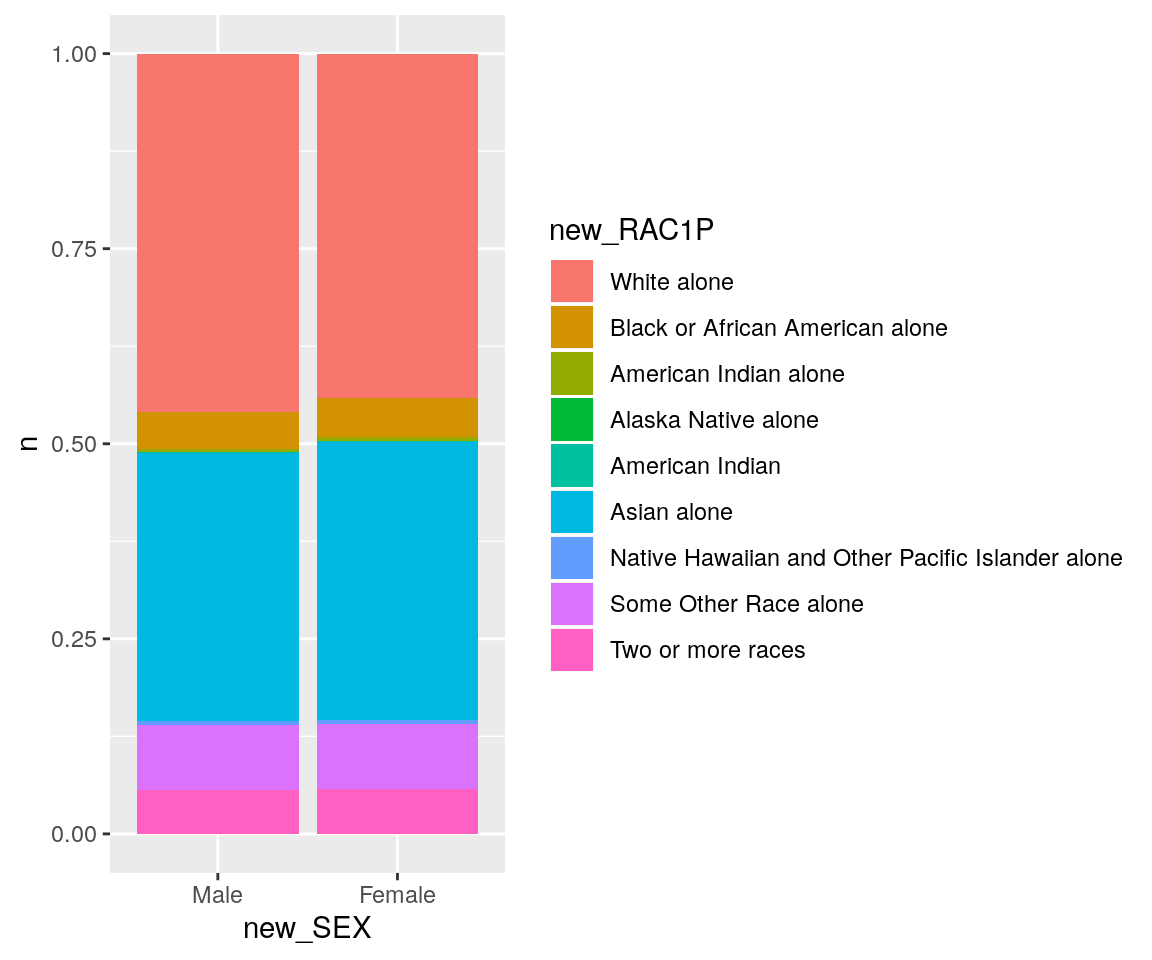 1.00
0.75
0.50
0.25
0.00
n
Male Female
new_SEX
new_RAC1P
White alone
Black or African American alone
American Indian alone
Alaska Native alone
American Indian
Asian alone
Native Hawaiian and Other Pacific Islander alone
Some Other Race alone
Two or more races